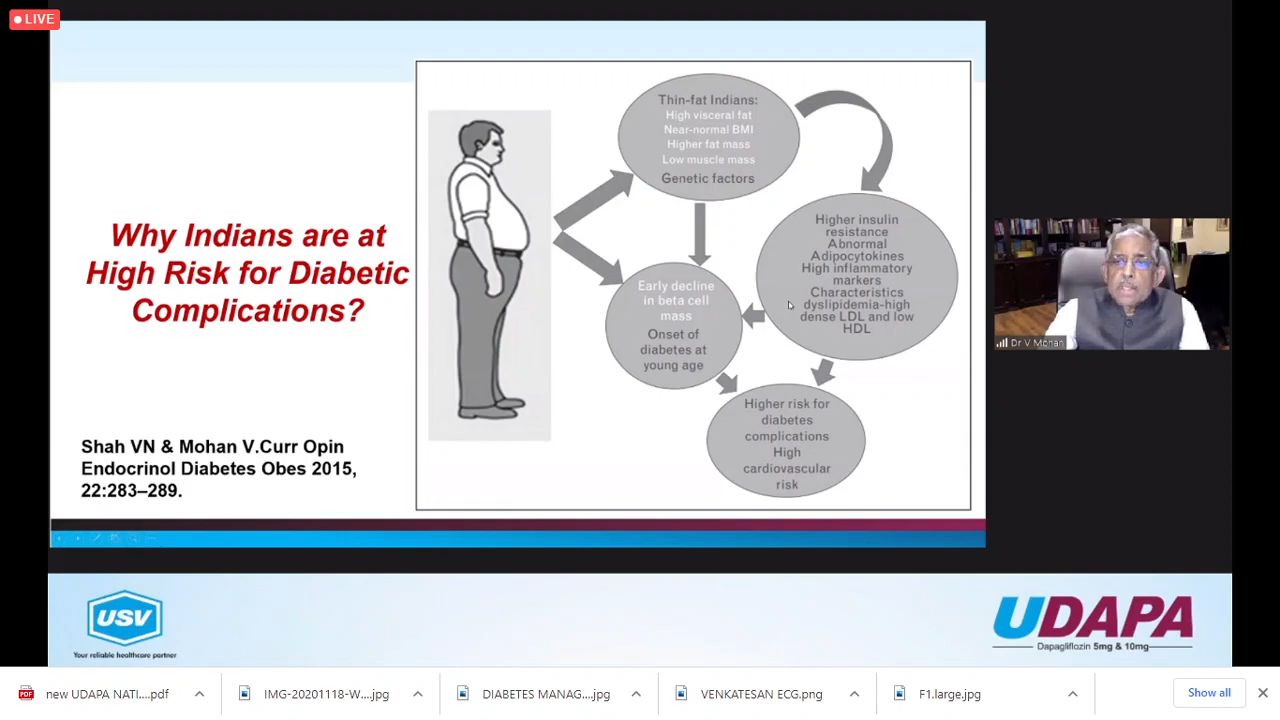 LIVE
Why Indians are at
High Risk for Diabetic
Complications?
Shah VN & Mohan V.Curr Opin
Endocrinol Diabetes Obes 2015,
22:283–289.
Thin-fat Indians:
High visceral fat
Near-normal BMI
Higher fat mass
Low muscle mass
Genetic factors
Higher insulin
resistance
Abnormal
Adipocytokines
High inflammatory
markers
Characteristics
dyslipidemia-high
dense LDL and low
HDL
Early decline
in beta cell
mass
Onset of
diabetes at
young age
Higher risk for
diabetes
complications
High
cardiovascular
risk
Dr V Mohan
USV
Your reliable healthcare partner
UDAPA
Dapagliflozin 5mg & 10mg
PDF
new UDAPA NATI....pdf
IMG-20201118-W....jpg
DIABETES MANAG...jpg
VENKATESAN ECG.png
F1.large.jpg
Show all